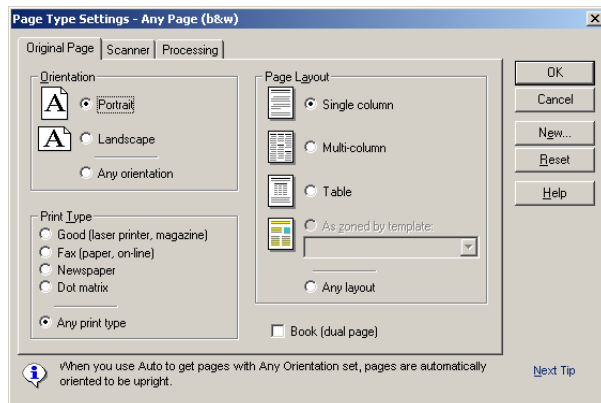 Page Type Settings - Any Page (b&w)
Original Page
Scanner
Processing
Orientation
A
Portrait
A
Landscape
Any orientation
Print Type
Good (laser printer, magazine)
Fax (paper, on-line)
Newspaper
Dot matrix
Any print type
Page Layout
Single column
Multi-column
Table
As zoned by template:
Any layout
Book (dual page)
OK
Cancel
New...
Reset
Help
When you use Auto to get pages with Any Orientation set, pages are automatically
oriented to be upright.
Next Tip